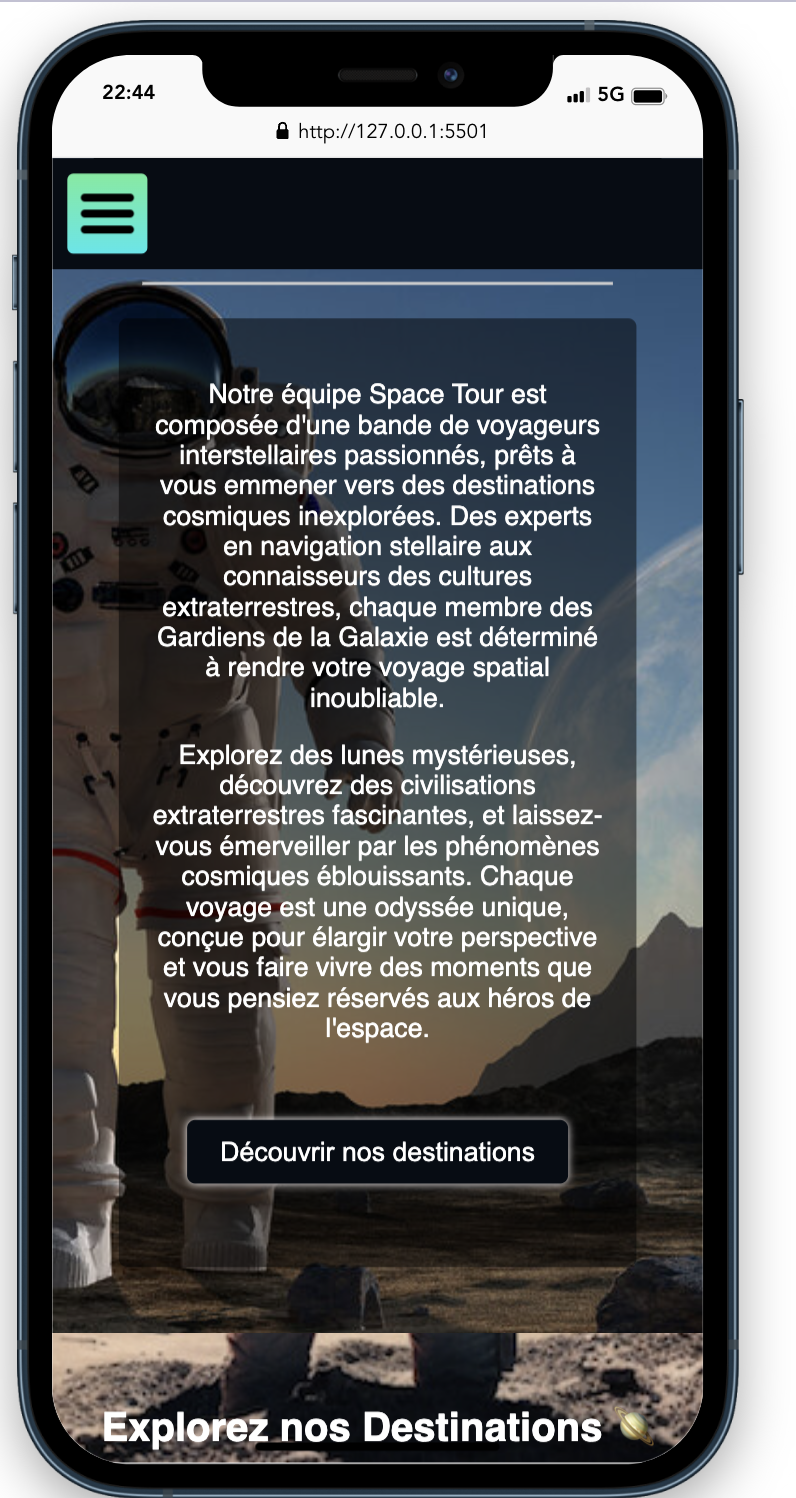 22:44
5G
http://127.0.0.1:5501
Notre équipe Space Tour est
composée d'une bande de voyageurs
interstellaires passionnés, prêts à
vous emmener vers des destinations
cosmiques inexplorées. Des experts
en navigation stellaire aux
connaisseurs des cultures
extraterrestres, chaque membre des
Gardiens de la Galaxie est déterminé
à rendre votre voyage spatial
inoubliable.
Explorez des lunes mystérieuses,
découvrez des civilisations
extraterrestres fascinantes, et laissez-
vous émerveiller par les phénomènes
cosmiques éblouissants. Chaque
voyage est une odyssée unique,
conçue pour élargir votre perspective
et vous faire vivre des moments que
vous pensiez réservés aux héros de
l'espace.
Découvrir nos destinations
Explorez nos Destinations 🪐